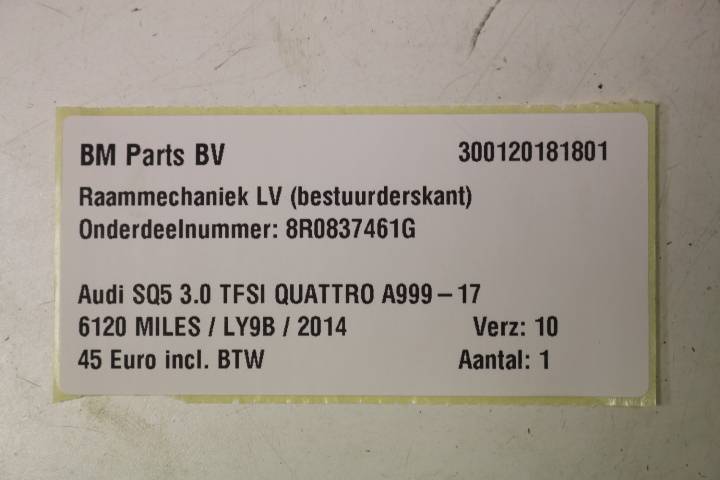 BM Parts BV 300120181801
Raammechaniek LV (bestuurderskant)
Onderdeelnummer: 8R0837461G
Audi SQ5 3.0 TFSI QUATTRO A999-17
6120 MILES / LY9B / 2014 Verz: 10
45 Euro incl. BTW Aantal: 1